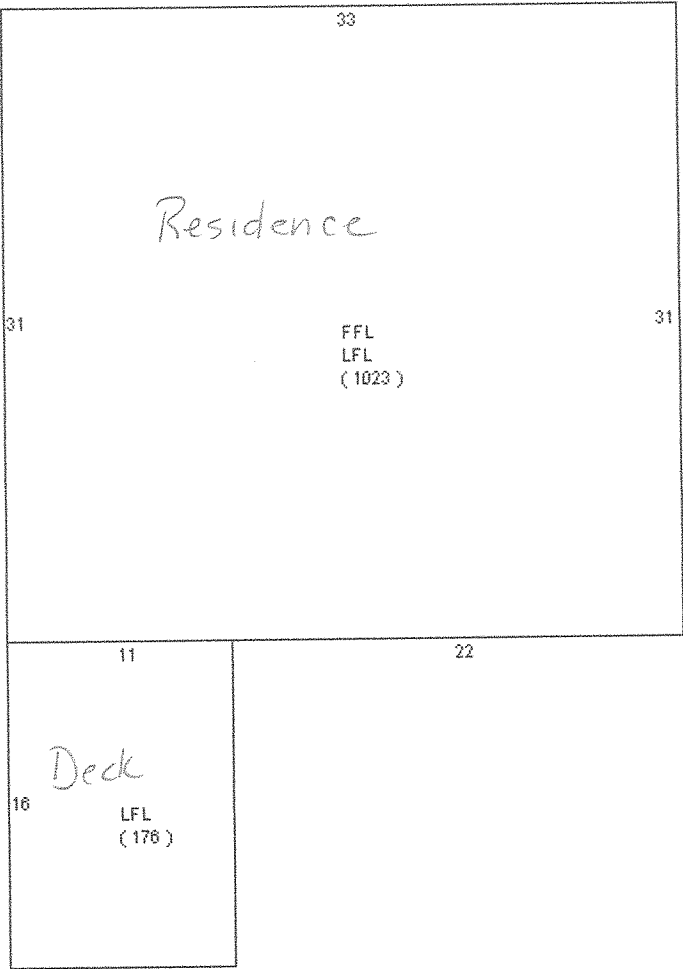 33
Residence
31
31
FFL
LFL
( 1023 )
11
22
Deck
16
LFL
( 176 )